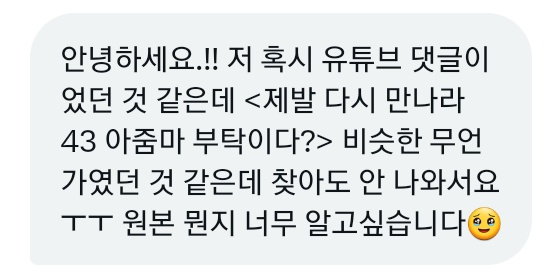 안녕하세요.!! 저 혹시 유튜브 댓글이
었던 것 같은데 <제발 다시 만나라
43 아줌마 부탁이다?> 비슷한 무언
가였던 것 같은데 찾아도 안 나와서요
ㅜㅜ 원본 뭔지 너무 알고싶습니다🥹